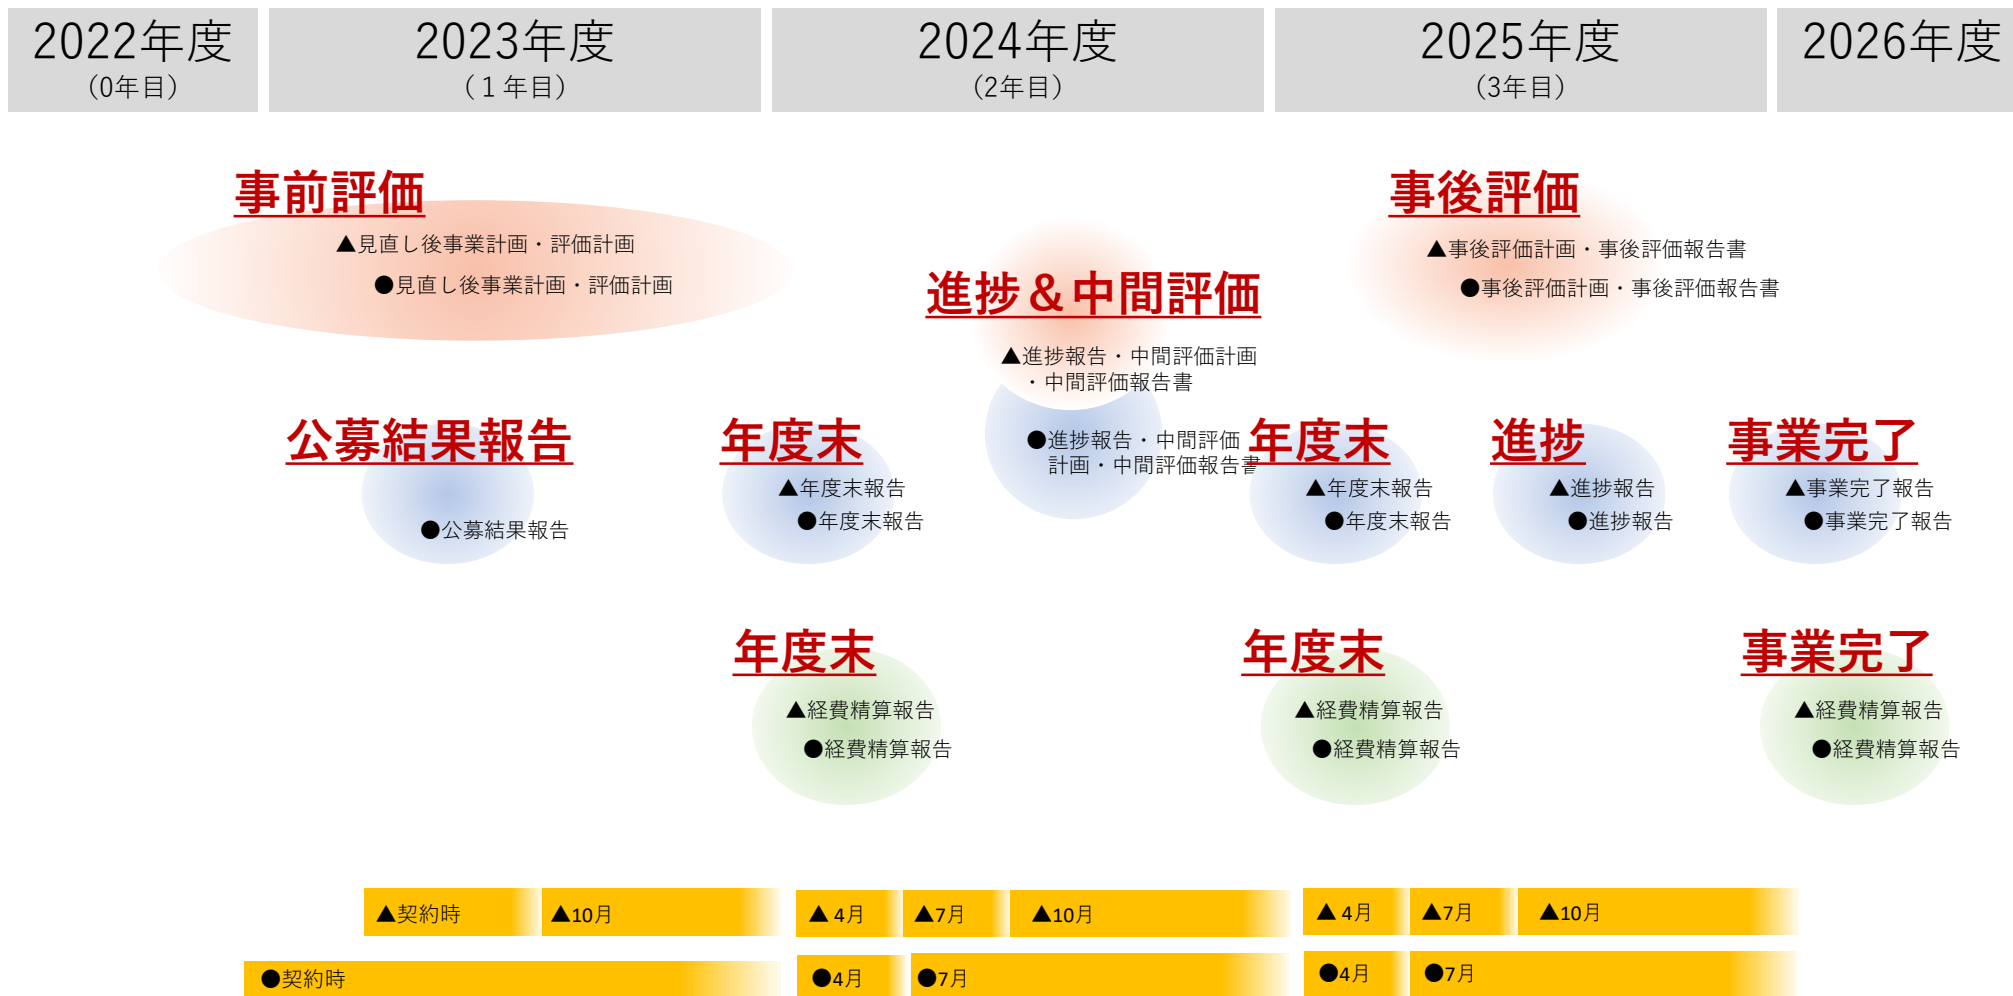 2022年度
(0年目)
2023年度
(１年目)
2024年度
(2年目)
2025年度
(3年目)
2026年度
事前評価
▲見直し後事業計画・評価計画
●見直し後事業計画・評価計画
進捗＆中間評価
▲進捗報告・中間評価計画
・中間評価報告書
●進捗報告・中間評価
計画・中間評価報告書
事後評価
▲事後評価計画・事後評価報告書
●事後評価計画・事後評価報告書
公募結果報告
●公募結果報告
年度末
▲年度末報告
●年度末報告
年度末
▲年度末報告
●年度末報告
進捗
▲進捗報告
●進捗報告
事業完了
▲事業完了報告
●事業完了報告
年度末
▲経費精算報告
●経費精算報告
年度末
▲経費精算報告
●経費精算報告
事業完了
▲経費精算報告
●経費精算報告
▲契約時
▲10月
▲ 4月
▲7月
▲10月
▲ 4月
▲7月
▲10月
●契約時
●4月
●7月
●4月
●7月